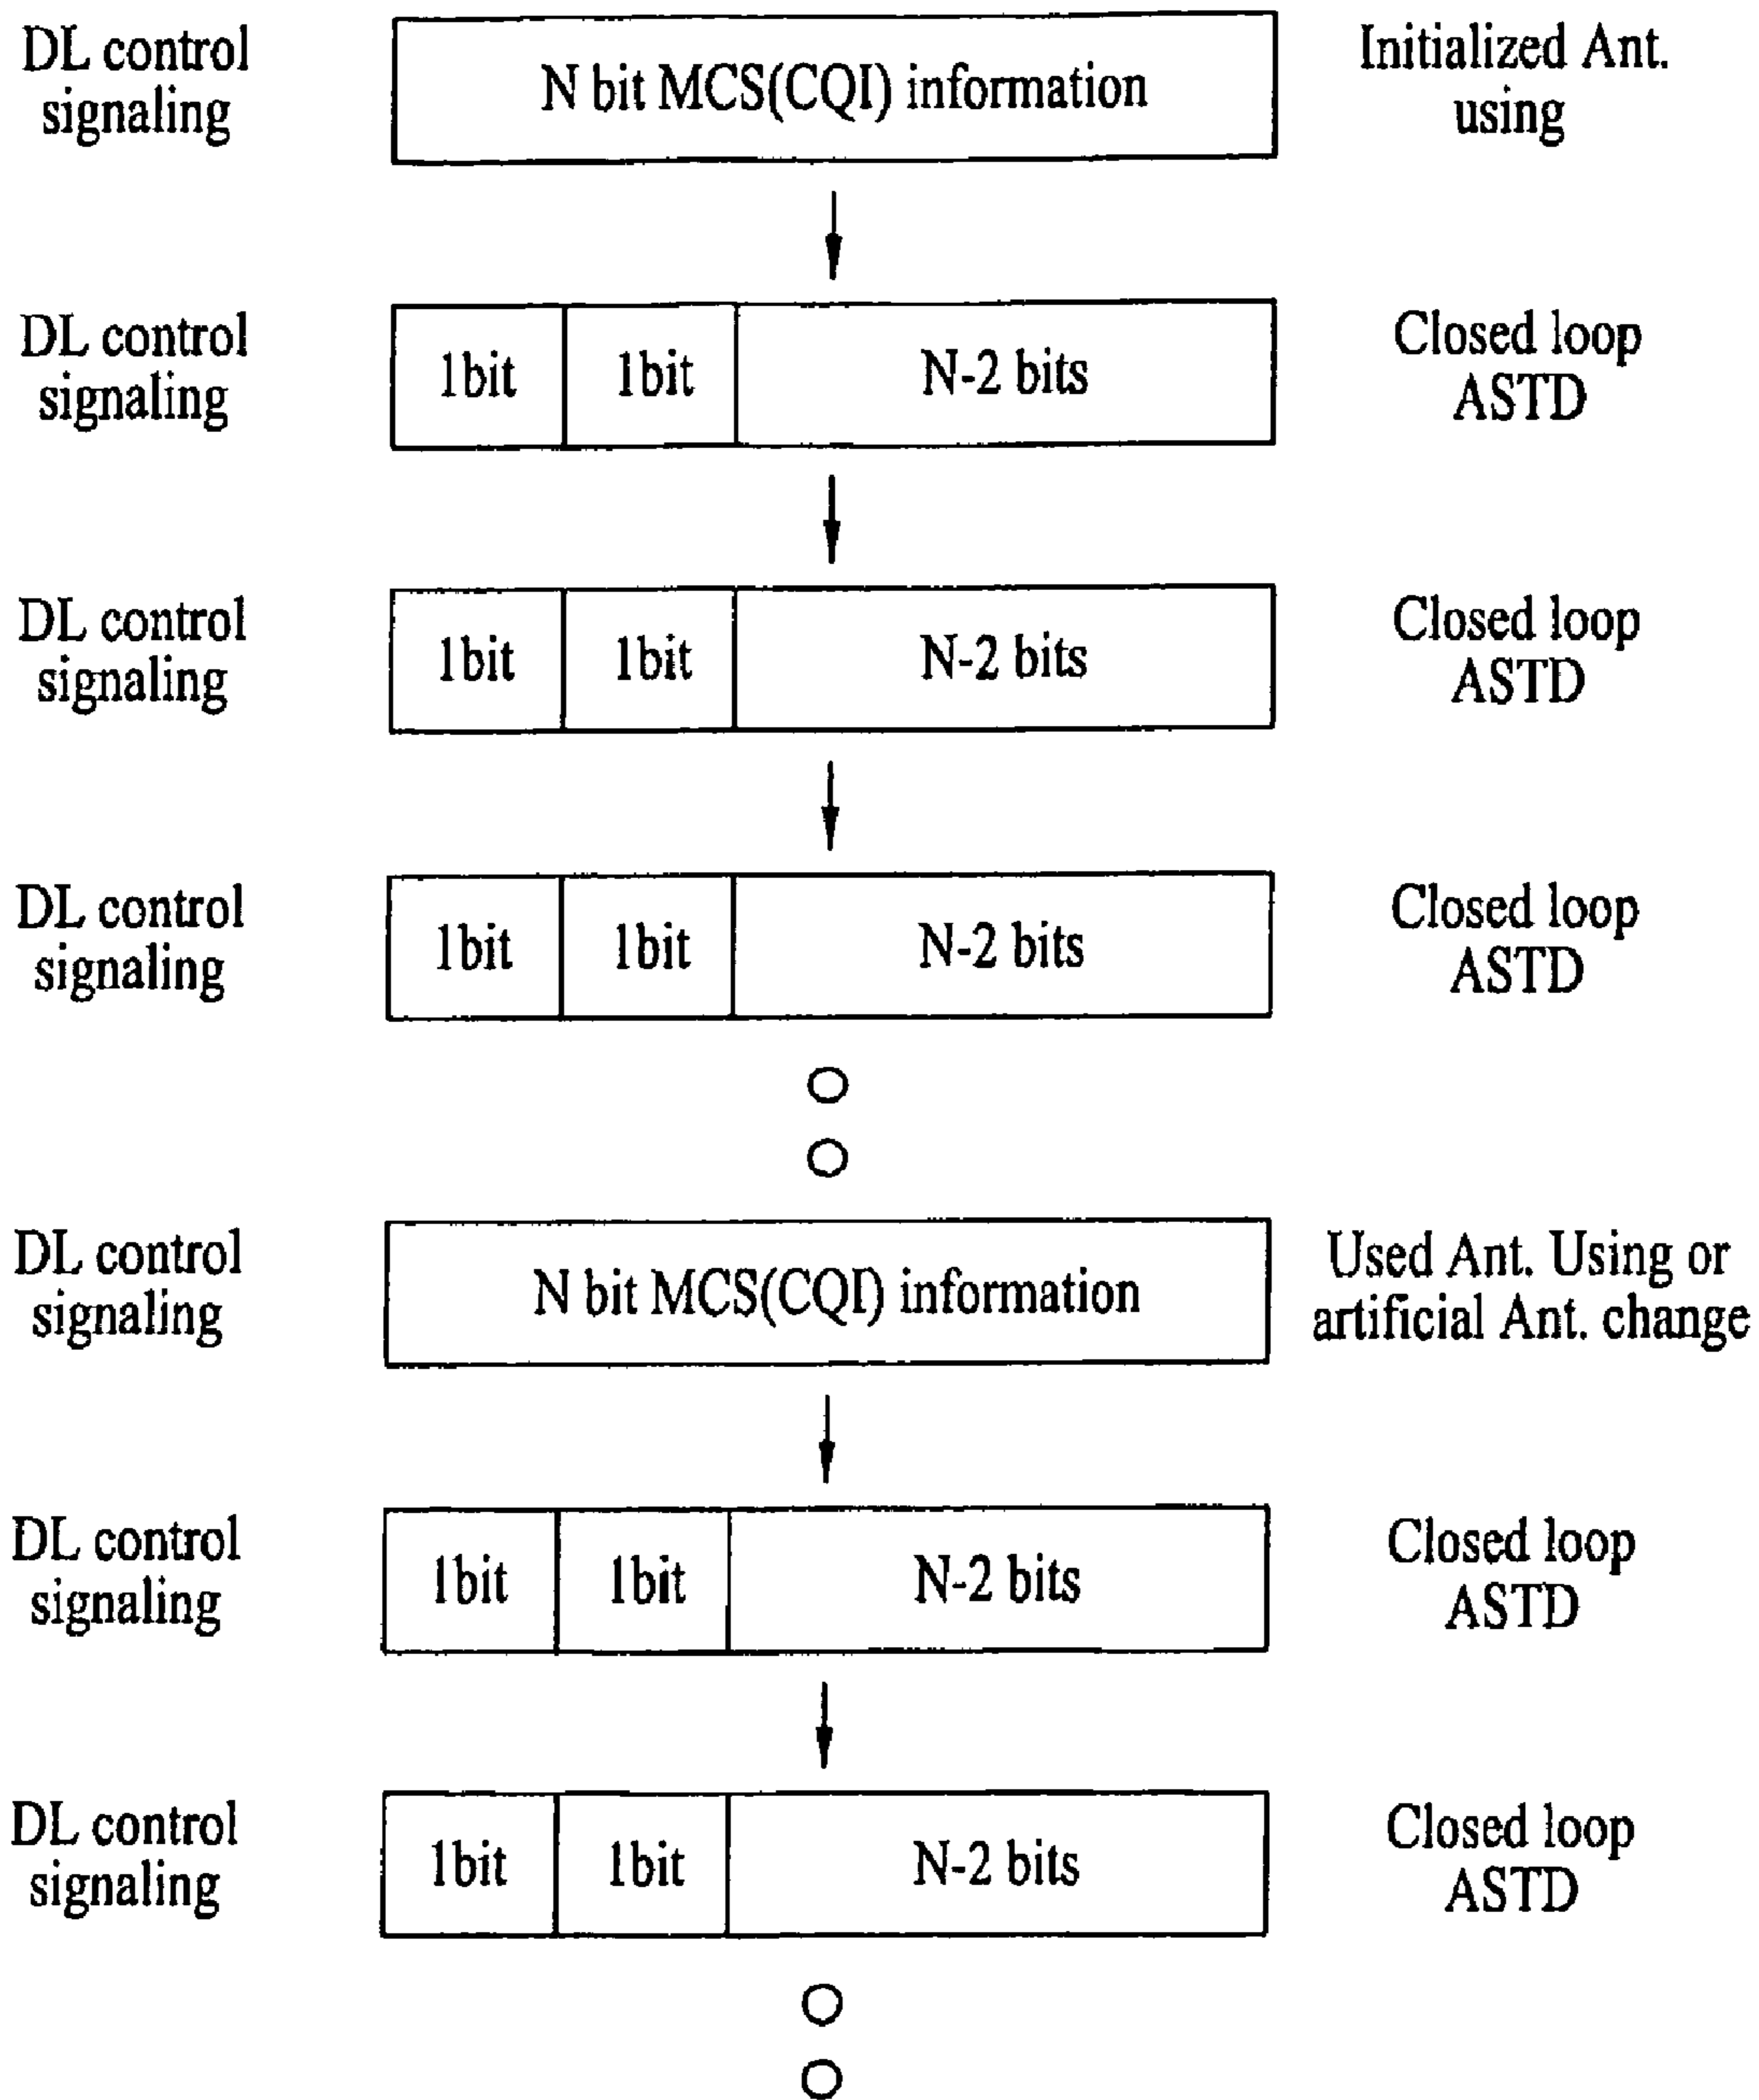 DL control
signaling
N bit MCS(CQI) information
Initialized Ant.
using
DL control
signaling
1bit
1bit
N-2 bits
Closed loop
ASTD
DL control
signaling
1bit
1bit
N-2 bits
Closed loop
ASTD
DL control
signaling
1bit
1bit
N-2 bits
Closed loop
ASTD
DL control
signaling
N bit MCS(CQI) information
Used Ant. Using or
artificial Ant. change
DL control
signaling
1bit
1bit
N-2 bits
Closed loop
ASTD
DL control
signaling
1bit
1bit
N-2 bits
Closed loop
ASTD